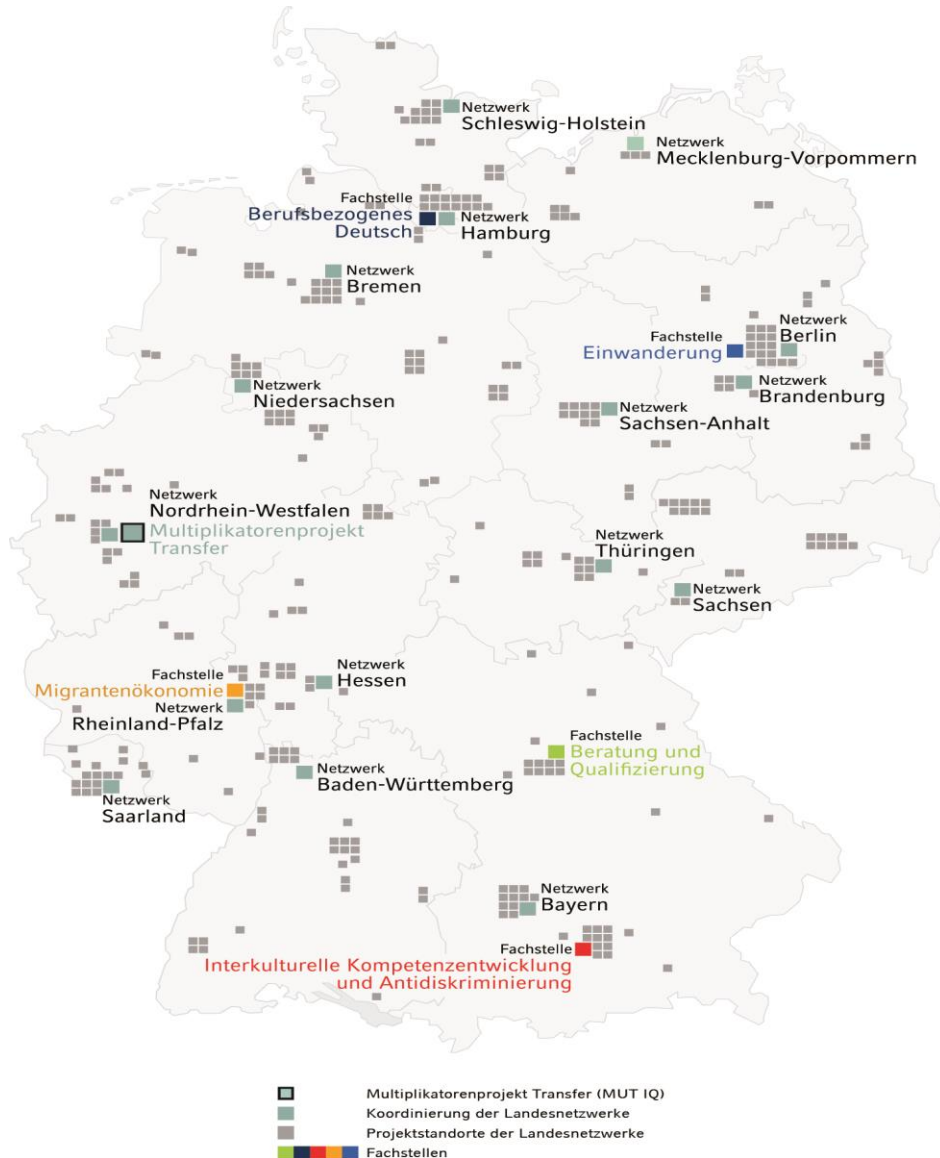 Netzwerk
Schleswig-Holstein
Netzwerk
Mecklenburg-Vorpommern
Fachstelle
Berufsbezogenes
Deutsch
Netzwerk
Hamburg
Netzwerk
Bremen
Netzwerk
Berlin
Fachstelle
Einwanderung
Netzwerk
Brandenburg
Netzwerk
Niedersachsen
Netzwerk
Sachsen-Anhalt
Netzwerk
Nordrhein-Westfalen
Multiplikatorenprojekt
Transfer
Netzwerk
Thüringen
Netzwerk
Sachsen
Netzwerk
Hessen
Fachstelle
Migrantenökonomie
Netzwerk
Rheinland-Pfalz
Fachstelle
Beratung und
Qualifizierung
Netzwerk
Baden-Württemberg
Netzwerk
Saarland
Netzwerk
Bayern
Fachstelle
Interkulturelle Kompetenzentwicklung
und Antidiskriminierung
Multiplikatorenprojekt Transfer (MUT IQ)
Koordinierung der Landesnetzwerke
Projektstandorte der Landesnetzwerke
Fachstellen